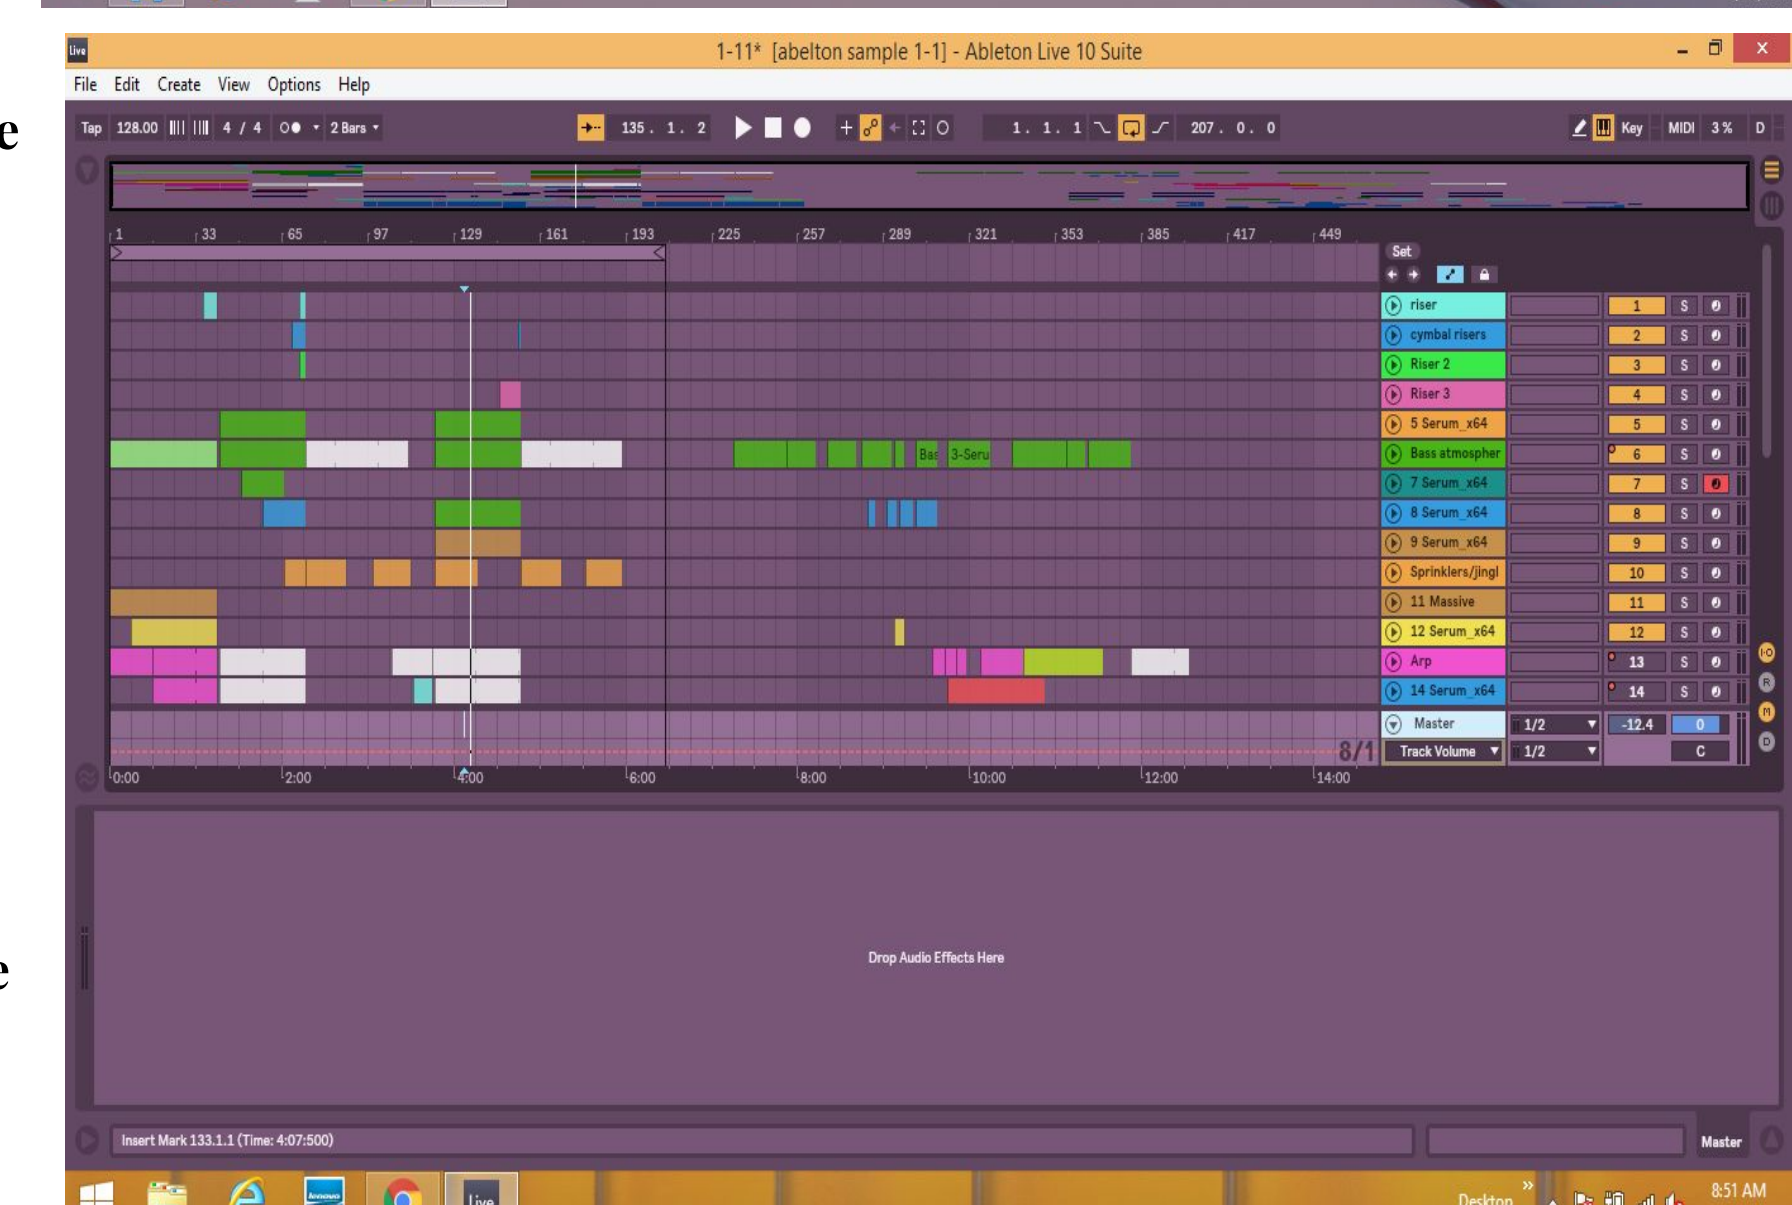 e
Live
1-11* [abelton sample 1-1] - Ableton Live 10 Suite
File Edit Create View Options Help
Tap 128.00 4 / 4 2 Bars 135. 1. 2 1. 1. 1 207. 0. 0 Key MIDI 3 % D
1 33 65 97 129 161 193 225 257 289 321 353 385 417 449
Set
riser 1 S
cymbal risers 2 S
Riser 2 3 S
Riser 3 4 S
5 Serum_x64 5 S
Bas 3-Seru Bass atmospher 6 S
7 Serum_x64 7 S
8 Serum_x64 8 S
9 Serum_x64 9 S
Sprinklers/jingl 10 S
11 Massive 11 S
12 Serum_x64 12 S
Arp 13 S
14 Serum_x64 14 S
I·O
R
M
D
Master 1/2 -12.4 0
8/1 Track Volume 1/2 C
0:00 2:00 4:00 6:00 8:00 10:00 12:00 14:00
e
Drop Audio Effects Here
Insert Mark 133.1.1 (Time: 4:07:500) Master
lenovo Live Desktop » 8:51 AM